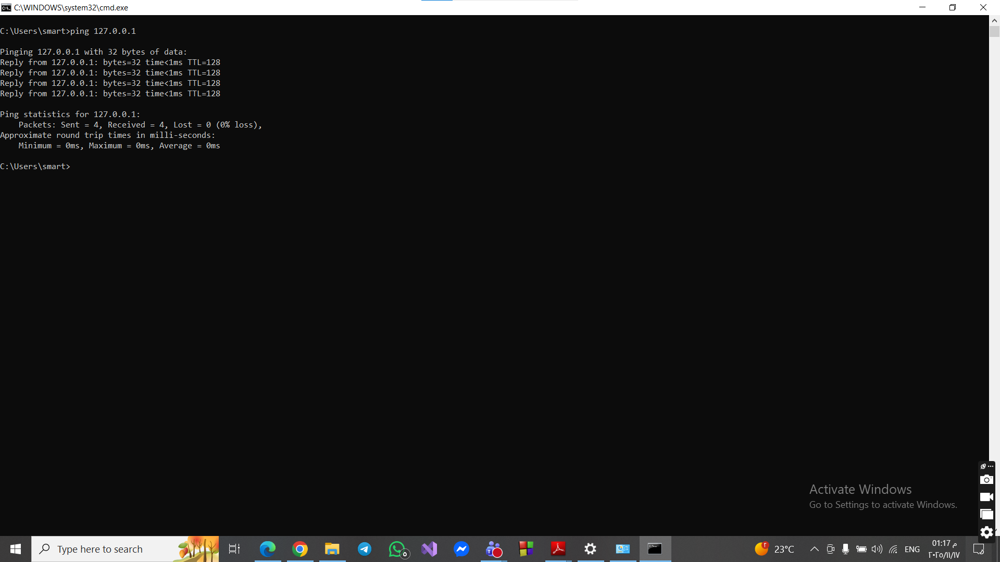 C:\WINDOWS\system32\cmd.exe
C:\Users\smart>ping 127.0.0.1
Pinging 127.0.0.1 with 32 bytes of data:
Reply from 127.0.0.1: bytes=32 time<1ms TTL=128
Reply from 127.0.0.1: bytes=32 time<1ms TTL=128
Reply from 127.0.0.1: bytes=32 time<1ms TTL=128
Reply from 127.0.0.1: bytes=32 time<1ms TTL=128
Ping statistics for 127.0.0.1:
    Packets: Sent = 4, Received = 4, Lost = 0 (0% loss),
Approximate round trip times in milli-seconds:
    Minimum = 0ms, Maximum = 0ms, Average = 0ms
C:\Users\smart>
Activate Windows
Go to Settings to activate Windows.
Type here to search
٥
٢
23°C
ENG
01:17 م
٢٠٢٥/١١/١٧